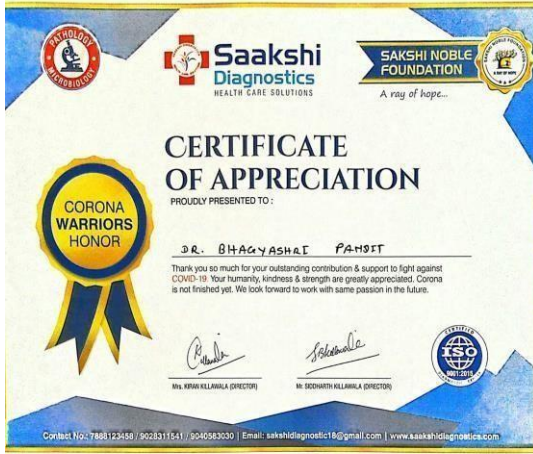 PATHOLOGY
MICROBIOLOGY
Saakshi
Diagnostics
HEALTH CARE SOLUTIONS
SAKSHI NOBLE
FOUNDATION
A RAY OF HOPE
A ray of hope...
CERTIFICATE
OF APPRECIATION
PROUDLY PRESENTED TO :
CORONA
WARRIORS
HONOR
DR. BHAGYASHRI PANDIT
Thank you so much for your outstanding contribution & support to fight against
COVID-19. Your humanity, kindness & strength are greatly appreciated. Corona
is not finished yet. We look forward to work with same passion in the future.
Mrs. KIRAN KILLAWALA (DIRECTOR)
Mr. SIDDHARTH KILLAWALA (DIRECTOR)
CERTIFIED
ISO
9001:2015
Contact No.: 7888123458 / 9028311541 / 9040583030 | Email: sakshidiagnostic18@gmail.com | www.saakshidiagnostics.com